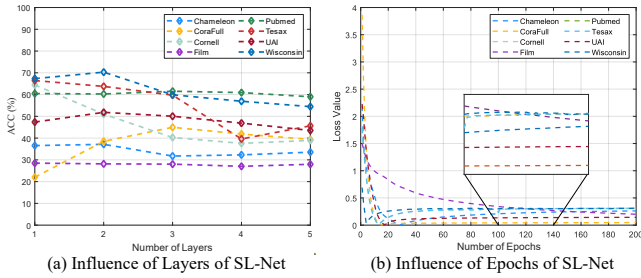 100
90
80
70
60
50
40
30
20
10
0
ACC (%)
Chameleon
CoraFull
Cornell
Film
Pubmed
Tesax
UAI
Wisconsin
1 2 3 4 5
Number of Layers
(a) Influence of Layers of SL-Net
4
3.5
3
2.5
2
1.5
1
0.5
0
Loss Value
Chameleon
CoraFull
Cornell
Film
Pubmed
Tesax
UAI
Wisconsin
0 20 40 60 80 100 120 140 160 180 200
Number of Epochs
(b) Influence of Epochs of SL-Net